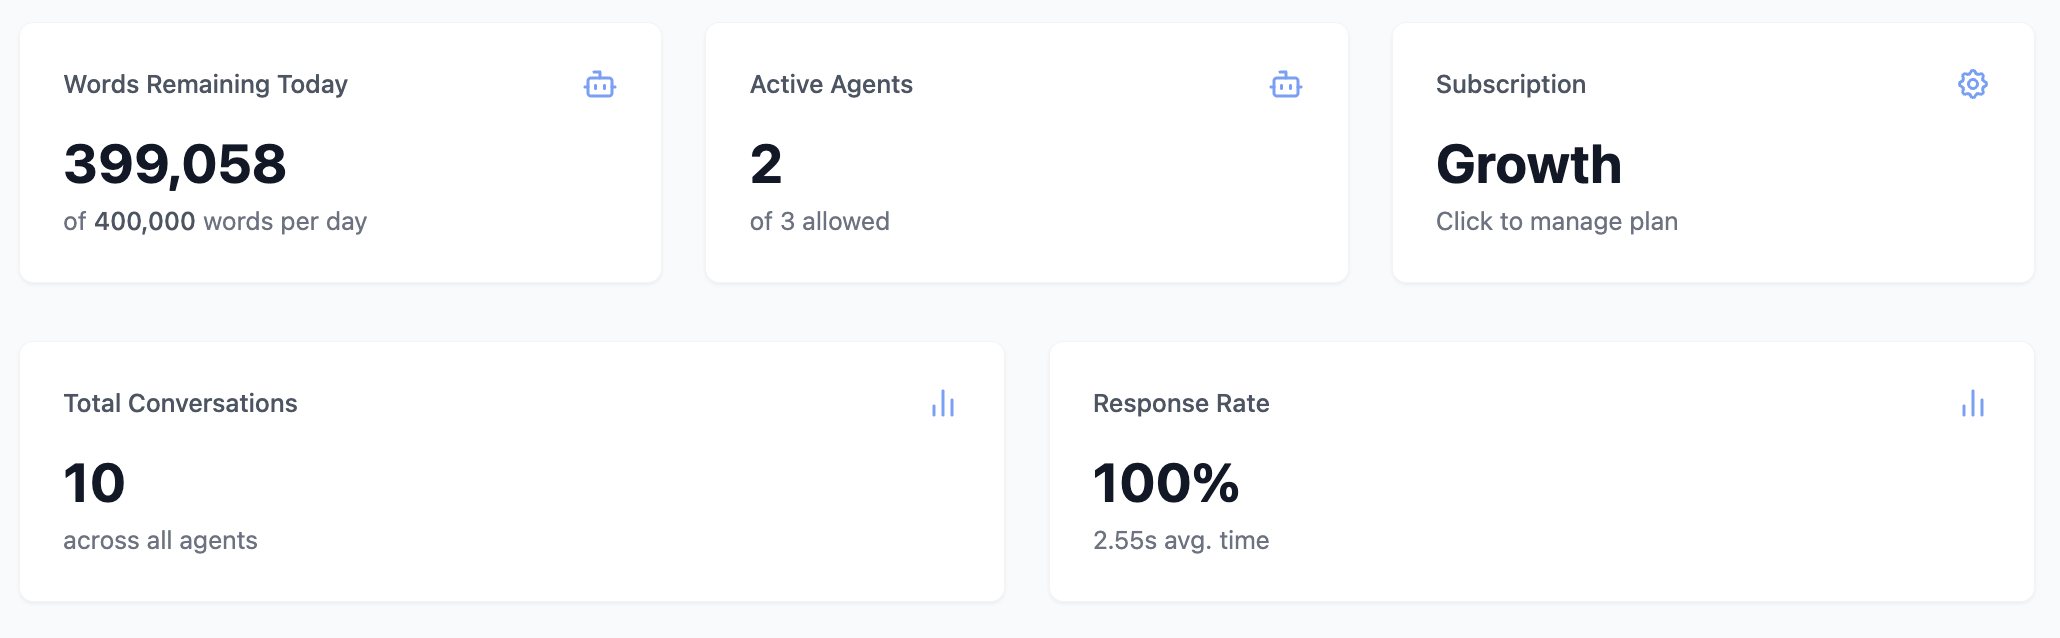 Words Remaining Today
399,058
of 400,000 words per day
Active Agents
2
of 3 allowed
Subscription
Growth
Click to manage plan
Total Conversations
10
across all agents
Response Rate
100%
2.55s avg. time